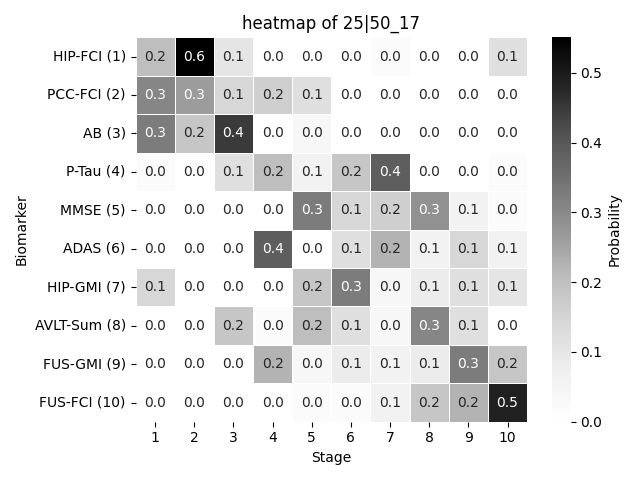 heatmap of 25|50_17
HIP-FCI (1) 0.2 0.6 0.1 0.0 0.0 0.0 0.0 0.0 0.0 0.1
PCC-FCI (2) 0.3 0.3 0.1 0.2 0.1 0.0 0.0 0.0 0.0 0.0
AB (3) 0.3 0.2 0.4 0.0 0.0 0.0 0.0 0.0 0.0 0.0
P-Tau (4) 0.0 0.0 0.1 0.2 0.1 0.2 0.4 0.0 0.0 0.0
MMSE (5) 0.0 0.0 0.0 0.0 0.3 0.1 0.2 0.3 0.1 0.0
ADAS (6) 0.0 0.0 0.0 0.4 0.0 0.1 0.2 0.1 0.1 0.1
HIP-GMI (7) 0.1 0.0 0.0 0.0 0.2 0.3 0.0 0.1 0.1 0.1
AVLT-Sum (8) 0.0 0.0 0.2 0.0 0.2 0.1 0.0 0.3 0.1 0.0
FUS-GMI (9) 0.0 0.0 0.0 0.2 0.0 0.1 0.1 0.1 0.3 0.2
FUS-FCI (10) 0.0 0.0 0.0 0.0 0.0 0.0 0.1 0.2 0.2 0.5
1 2 3 4 5 6 7 8 9 10
Stage
Biomarker
0.5
0.4
0.3
0.2
0.1
0.0
Probability